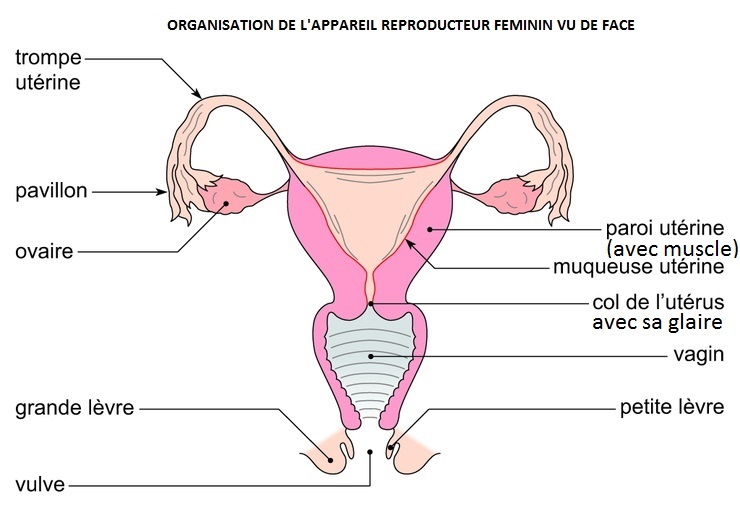 ORGANISATION DE L'APPAREIL REPRODUCTEUR FEMININ VU DE FACE
trompe
utérine
pavillon
ovaire
paroi utérine
(avec muscle)
muqueuse utérine
col de l'utérus
avec sa glaire
vagin
grande lèvre
petite lèvre
vulve